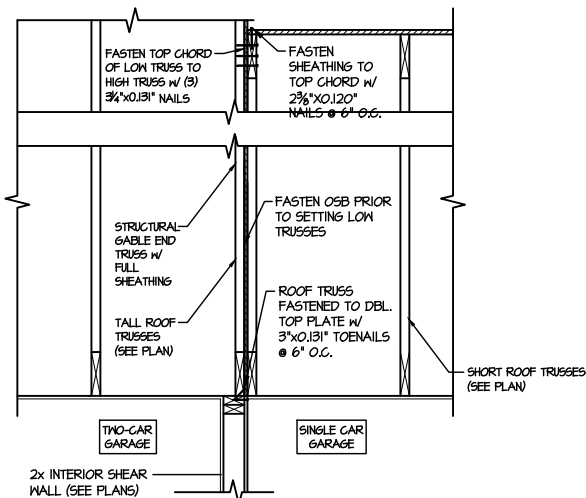 FASTEN TOP CHORD
OF LOW TRUSS TO
HIGH TRUSS W/ (3)
3¼"x0.131" NAILS
FASTEN
SHEATHING TO
TOP CHORD W/
2⅜"X0.120"
NAILS @ 6" O.C.
STRUCTURAL
GABLE END
TRUSS W/
FULL
SHEATHING
FASTEN OSB PRIOR
TO SETTING LOW
TRUSSES
TALL ROOF
TRUSSES
(SEE PLAN)
ROOF TRUSS
FASTENED TO DBL.
TOP PLATE W/
3"x0.131" TOENAILS
@ 6" O.C.
SHORT ROOF TRUSSES
(SEE PLAN)
TWO-CAR
GARAGE
SINGLE CAR
GARAGE
2x INTERIOR SHEAR
WALL (SEE PLANS)